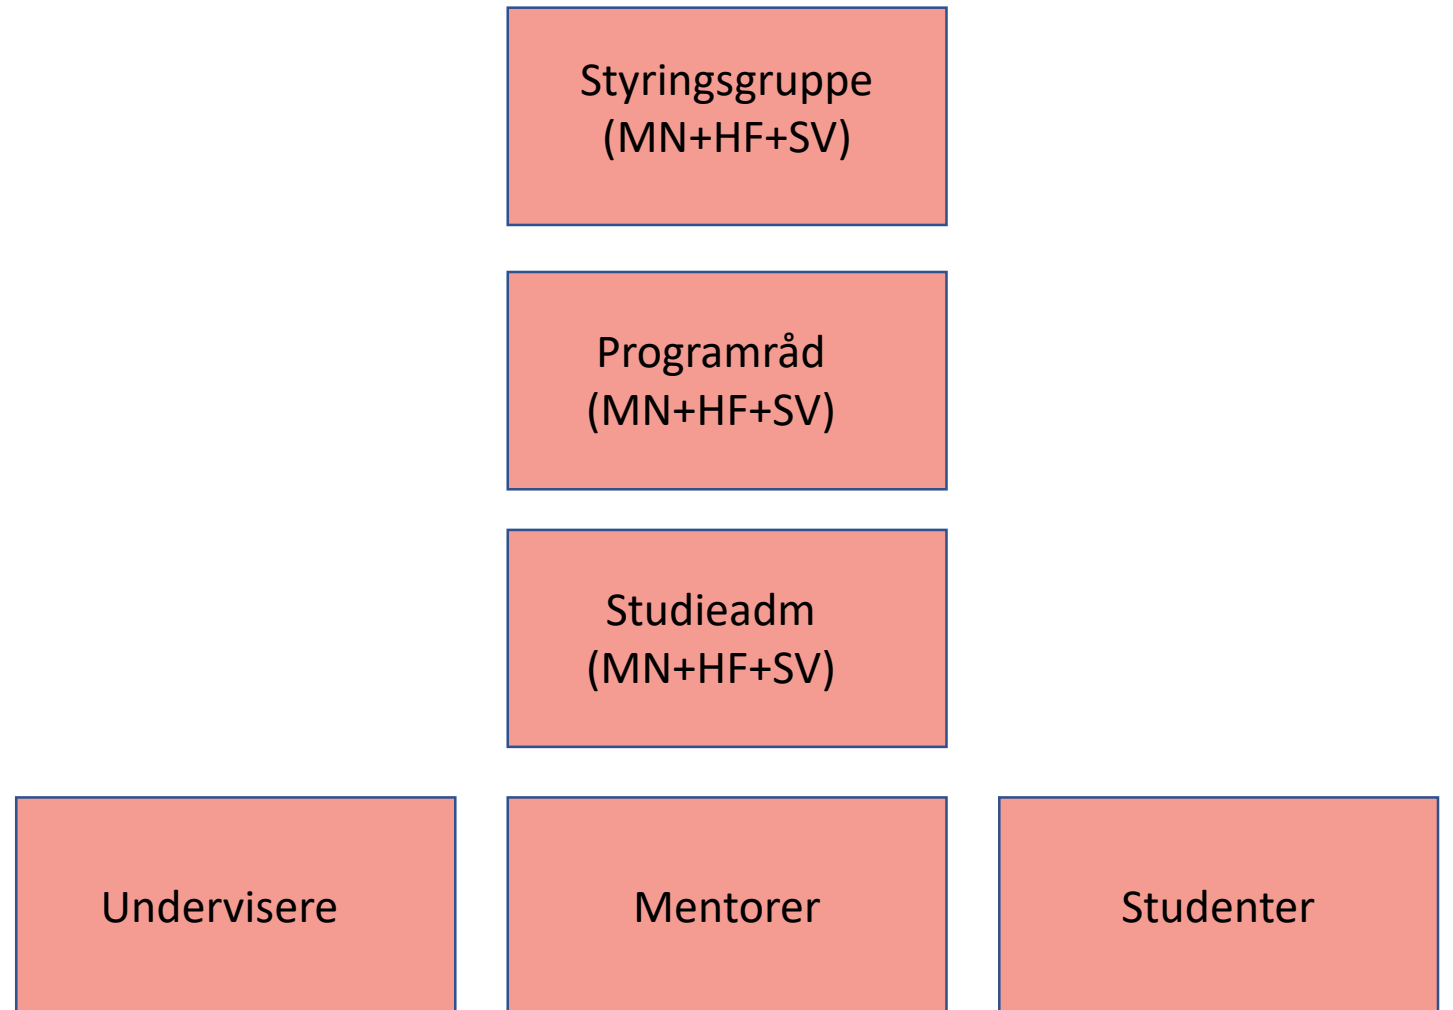 Styringsgruppe
(MN+HF+SV)
Programråd
(MN+HF+SV)
Studieadm
(MN+HF+SV)
Undervisere
Mentorer
Studenter